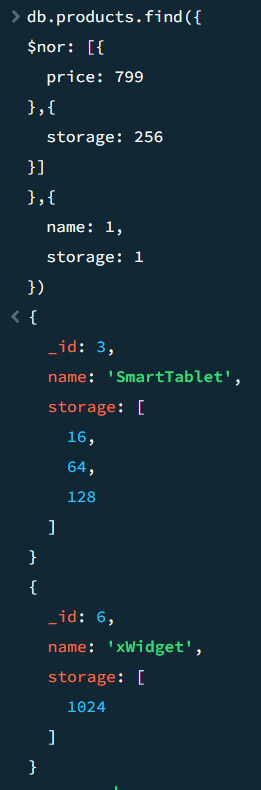 > db.products.find({
$nor: [{
price: 799
},{
storage: 256
}]
},{
name: 1,
storage: 1
})
< {
_id: 3,
name: 'SmartTablet',
storage: [
16,
64,
128
]
}
{
_id: 6,
name: 'xWidget',
storage: [
1024
]
}